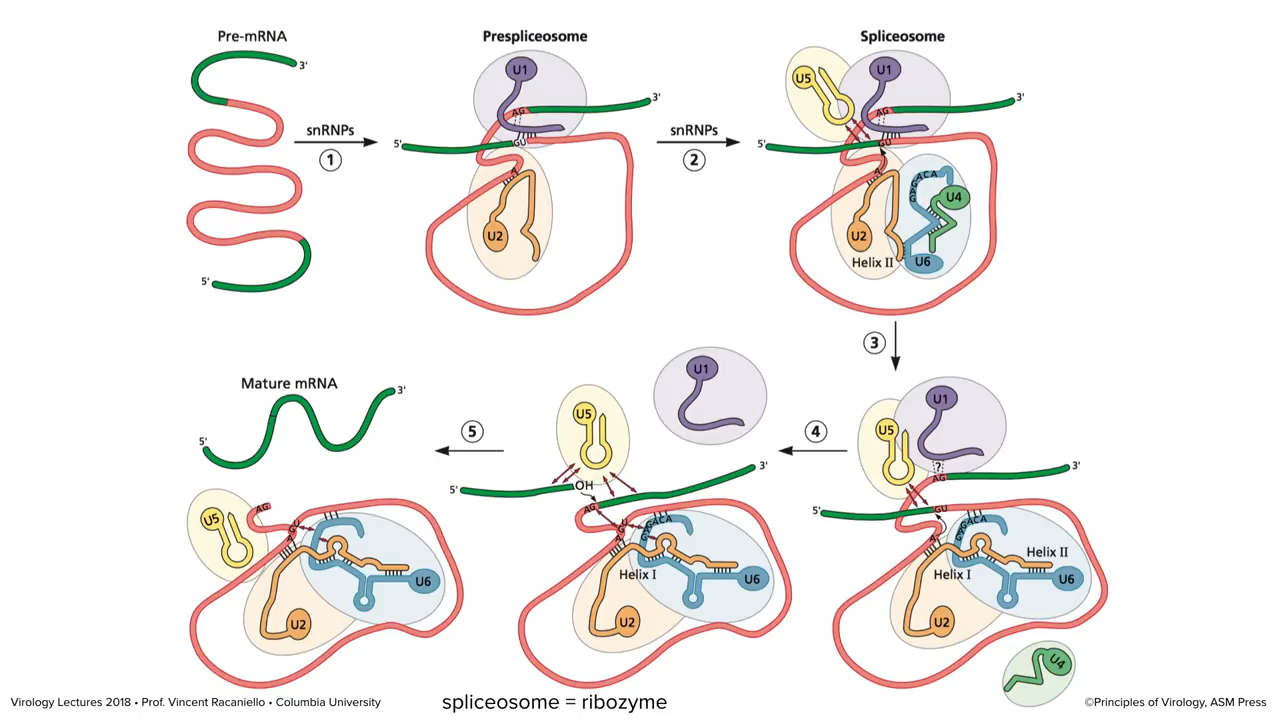 Pre-mRNA
3'
5'
snRNPs
1
Prespliceosome
U1
AG
3'
5'
GU
A
U2
snRNPs
2
Spliceosome
U5
U1
AG
3'
5'
GU
A
ACA
G
A
G
U4
U2
Helix II
U6
3
U1
U5
?
3'
AG
5'
GU
A
GAGACA
Helix II
Helix I
U6
U2
U4
4
U1
U5
3'
5'
OH
AG
U
G
A
GAGACA
Helix I
U6
U2
5
Mature mRNA
3'
5'
U5
AG
U
G
A
U6
U2
Virology Lectures 2018 • Prof. Vincent Racaniello • Columbia University
spliceosome = ribozyme
©Principles of Virology, ASM Press